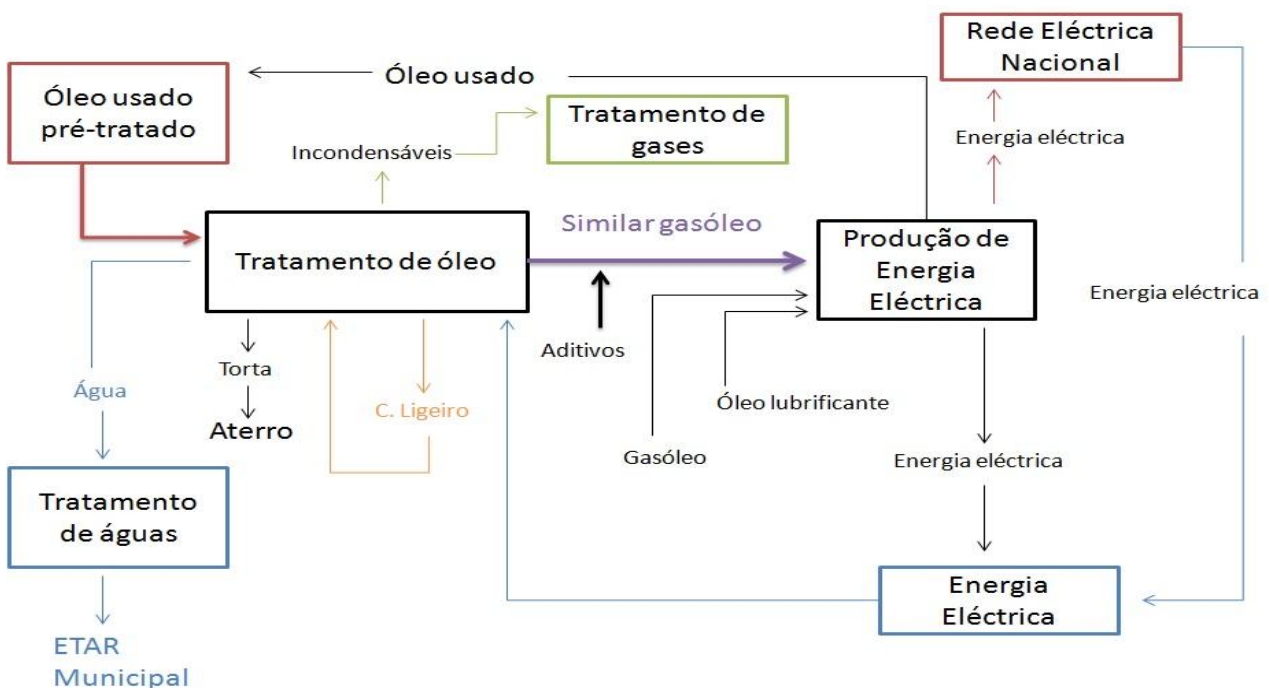 Rede Eléctrica
Nacional
Óleo usado
Óleo usado
pré-tratado
Tratamento de
gases
Incondensáveis
Energia eléctrica
Similar gasóleo
Produção de
Energia
Eléctrica
Tratamento de óleo
Energia eléctrica
Aditivos
Torta
Água
C. Ligeiro
Óleo lubrificante
Aterro
Gasóleo
Energia eléctrica
Tratamento
de águas
Energia
Eléctrica
ETAR
Municipal